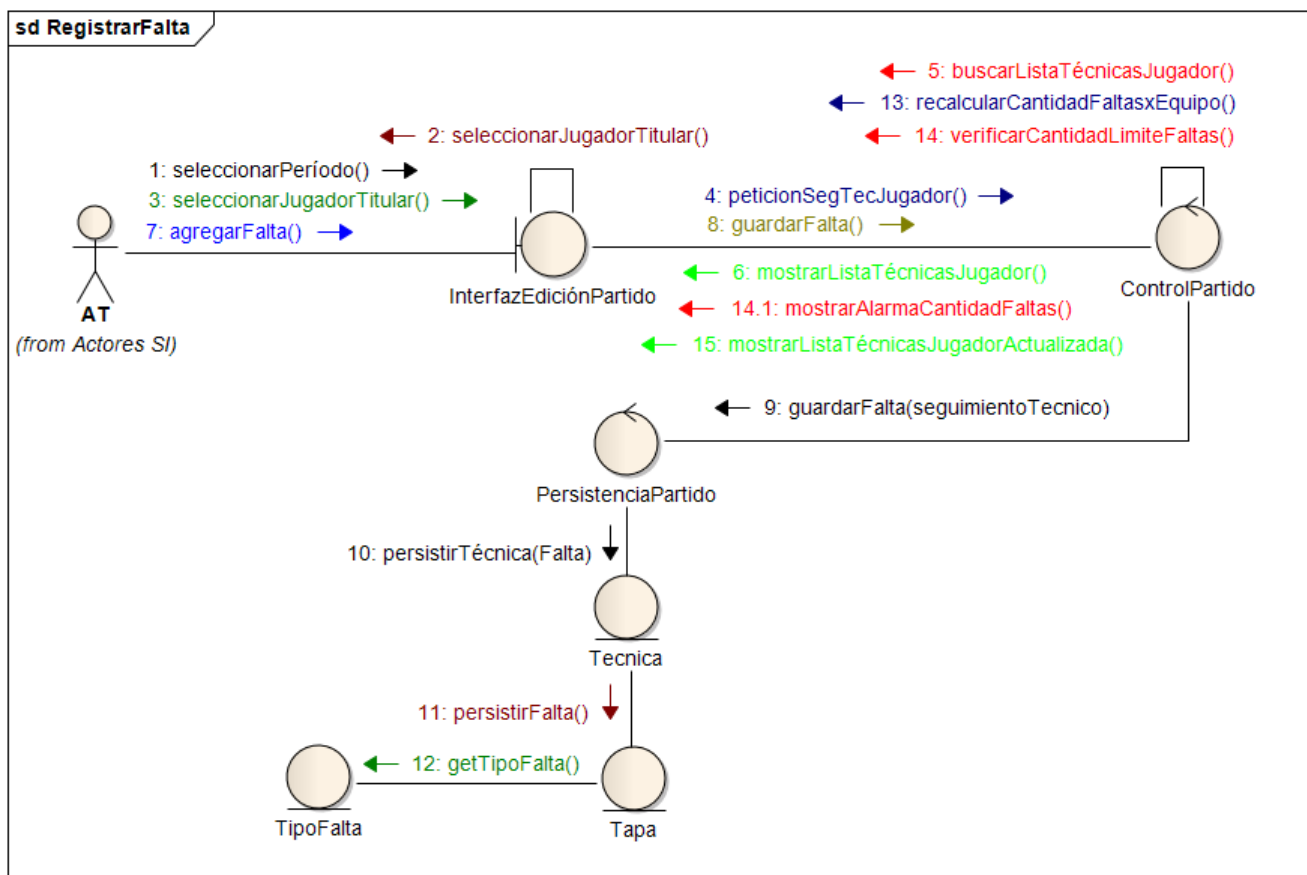 sd RegistrarFalta
5: buscarListaTécnicasJugador()
13: recalcularCantidadFaltasxEquipo()
2: seleccionarJugadorTitular()
14: verificarCantidadLimiteFaltas()
1: seleccionarPeríodo()
3: seleccionarJugadorTitular()
4: peticionSegTecJugador()
7: agregarFalta()
8: guardarFalta()
6: mostrarListaTécnicasJugador()
InterfazEdiciónPartido
ControlPartido
AT
14.1: mostrarAlarmaCantidadFaltas()
(from Actores SI)
15: mostrarListaTécnicasJugadorActualizada()
9: guardarFalta(seguimientoTecnico)
PersistenciaPartido
10: persistirTécnica(Falta)
Tecnica
11: persistirFalta()
12: getTipoFalta()
TipoFalta
Tapa